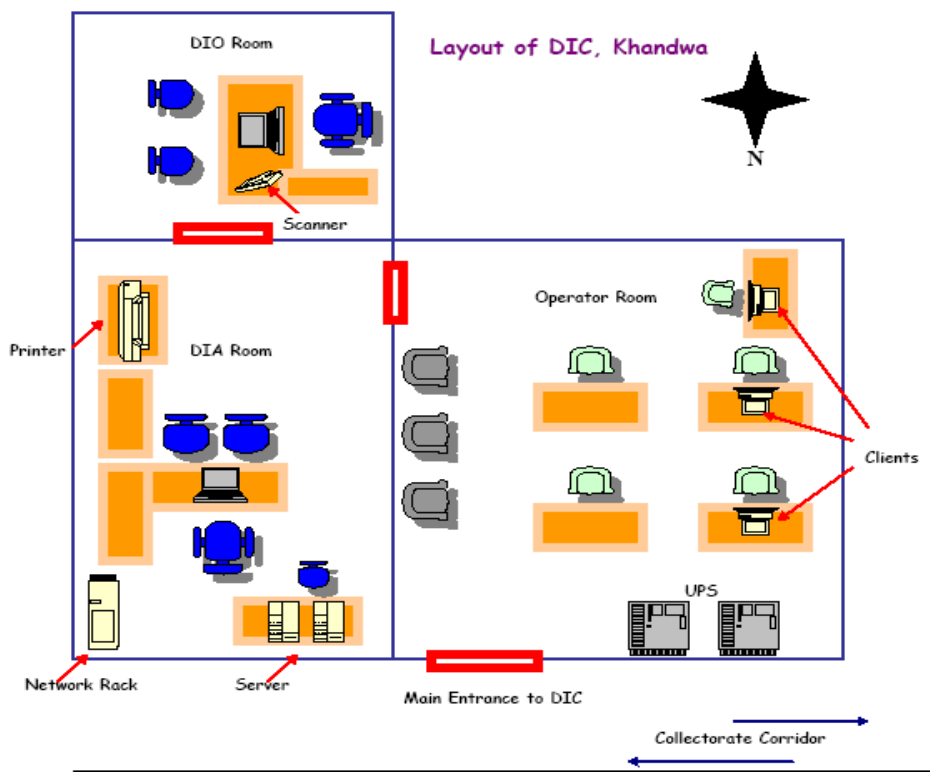 DIO Room
Layout of DIC, Khandwa
N
Scanner
Operator Room
Printer
DIA Room
Clients
UPS
Network Rack
Server
Main Entrance to DIC
Collectorate Corridor